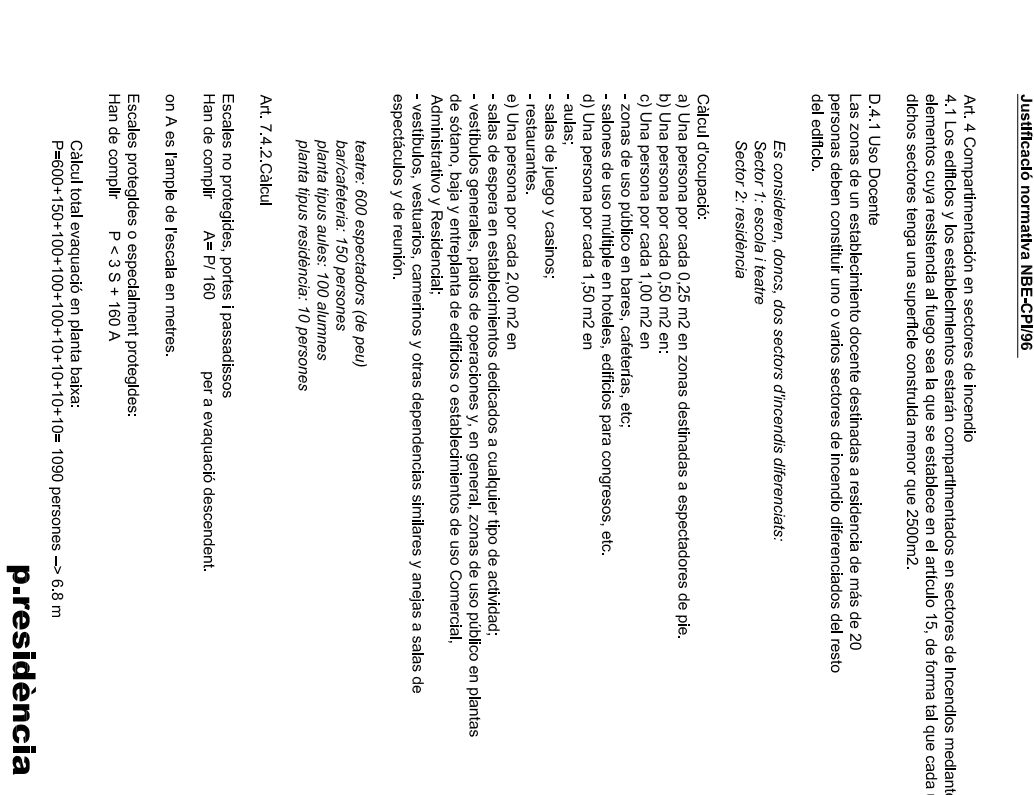 Justificació normativa NBE-CPI/96
Art. 4 Compartimentación en sectores de incendio
4.1 Los edificios y los establecimientos estarán compartimentados en sectores de Incendios mediante
elementos cuya resistencia al fuego sea la que se establece en el artículo 15, de forma tal que cada
dichos sectores tenga una superficie construida menor que 2500m2.
D.4.1 Uso Docente
Las zonas de un establecimiento docente destinadas a residencia de más de 20
personas deben constituir uno o varios sectores de incendio diferenciados del resto
del edificio.
Es consideren, doncs, dos sectors d'incendis diferenciats:
Sector 1: escola i teatre
Sector 2: residència
Càlcul d'ocupació:
a) Una persona por cada 0,25 m2 en zonas destinadas a espectadores de pie.
b) Una persona por cada 0,50 m2 en:
c) Una persona por cada 1,00 m2 en
- zonas de uso público en bares, cafeterías, etc;
- salones de uso múltiple en hoteles, edificios para congresos, etc.
d) Una persona por cada 1,50 m2 en
- aulas;
- salas de juego y casinos;
- restaurantes.
e) Una persona por cada 2,00 m2 en
- salas de espera en establecimientos dedicados a cualquier tipo de actividad;
- vestíbulos generales, patios de operaciones y, en general, zonas de uso público en plantas
de sótano, baja y entreplanta de edificios o establecimientos de uso Comercial,
Administrativo y Residencial;
- vestíbulos, vestuarios, camerinos y otras dependencias similares y anejas a salas de
espectáculos y de reunión.
teatre: 600 espectadors (de peu)
bar/cafeteria: 150 persones
planta tipus aules: 100 alumnes
planta tipus residència: 10 persones
Art. 7.4.2.Càlcul
Escales no protegides, portes i passadissos
Han de complir A= P/ 160 per a evaquació descendent.
on A es l'ample de l'escala en metres.
Escales protegides o especialment protegides:
Han de complir P < 3 S + 160 A
Càlcul total evaquació en planta baixa:
P=600+150+100+100+100+100+10+10+10+10= 1090 persones --> 6.8 m
p.residència